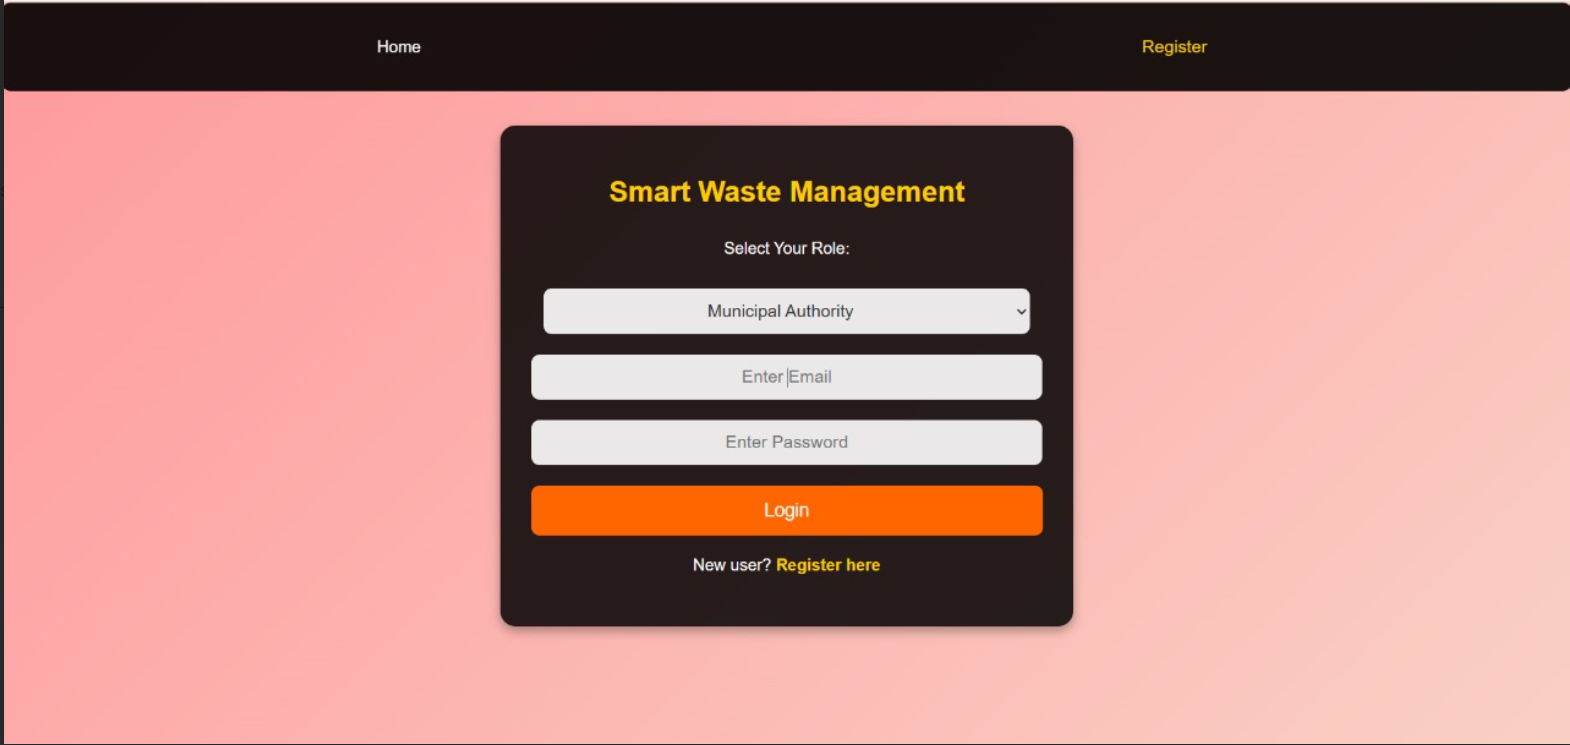 Home Register
Smart Waste Management
Select Your Role:
Municipal Authority
Enter Email
Enter Password
Login
New user? Register here